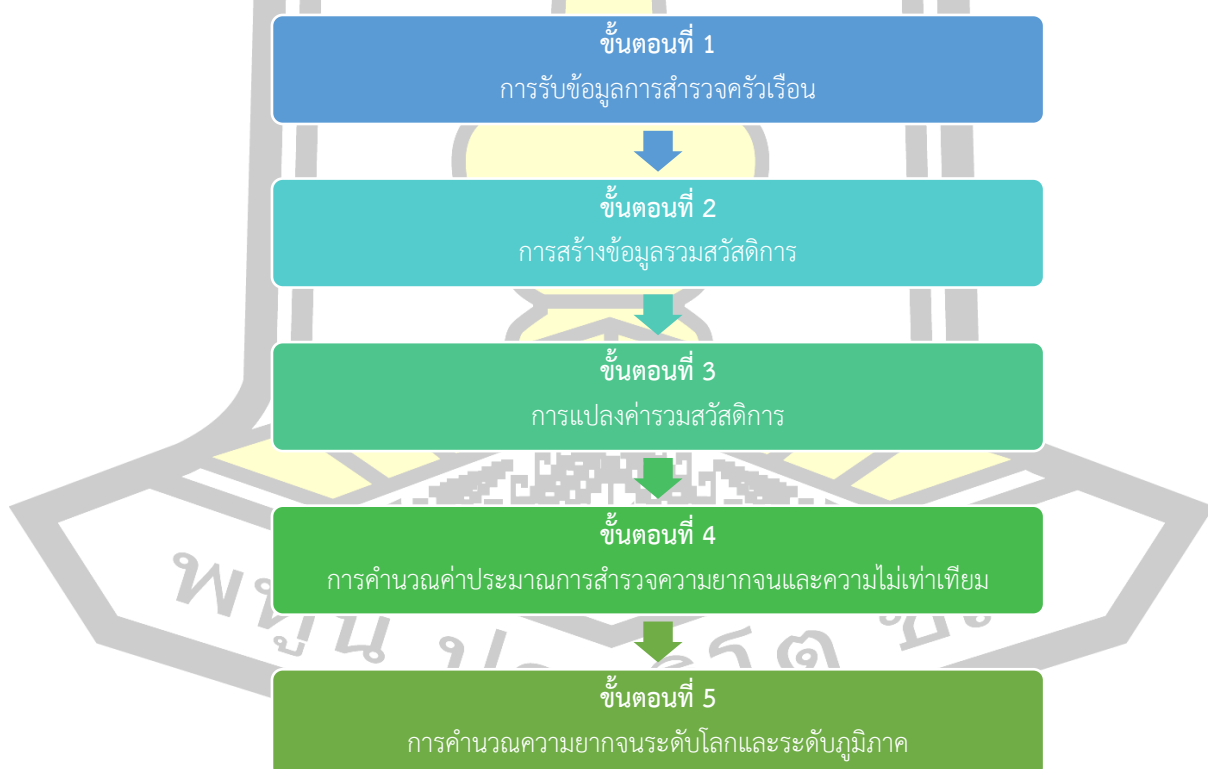 ขั้นตอนที่ 1
การรับข้อมูลการสำรวจครัวเรือน
ขั้นตอนที่ 2
การสร้างข้อมูลรวมสวัสดิการ
ขั้นตอนที่ 3
การแปลงค่ารวมสวัสดิการ
ขั้นตอนที่ 4
การคำนวณค่าประมาณการสำรวจความยากจนและความไม่เท่าเทียม
ขั้นตอนที่ 5
การคำนวณความยากจนระดับโลกและระดับภูมิภาค